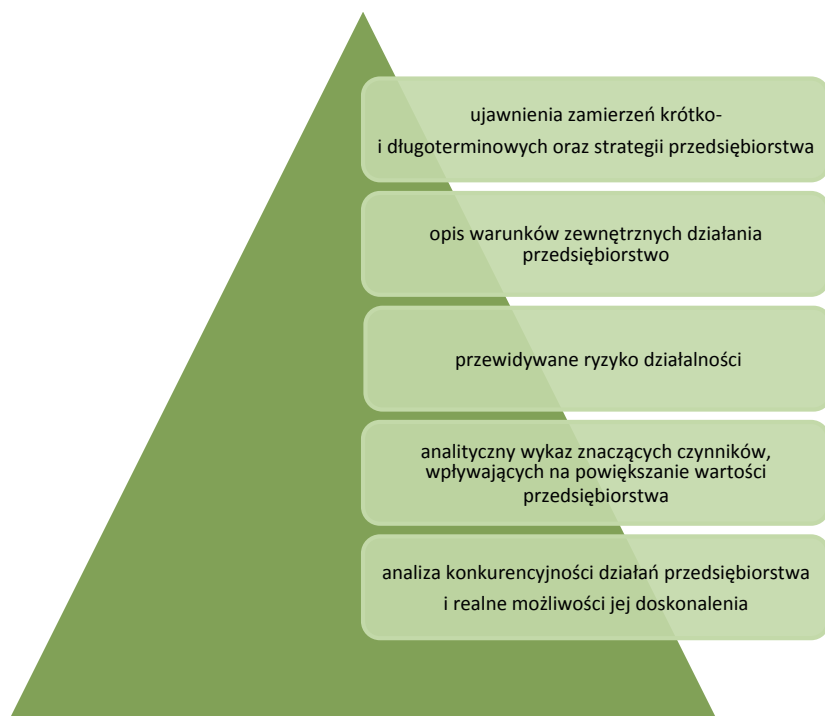 ujawnienia zamierzeń krótko-
i długoterminowych oraz strategii przedsiębiorstwa
opis warunków zewnętrznych działania
przedsiębiorstwo
przewidywane ryzyko działalności
analityczny wykaz znaczących czynników,
wpływających na powiększanie wartości
przedsiębiorstwa
analiza konkurencyjności działań przedsiębiorstwa
i realne możliwości jej doskonalenia